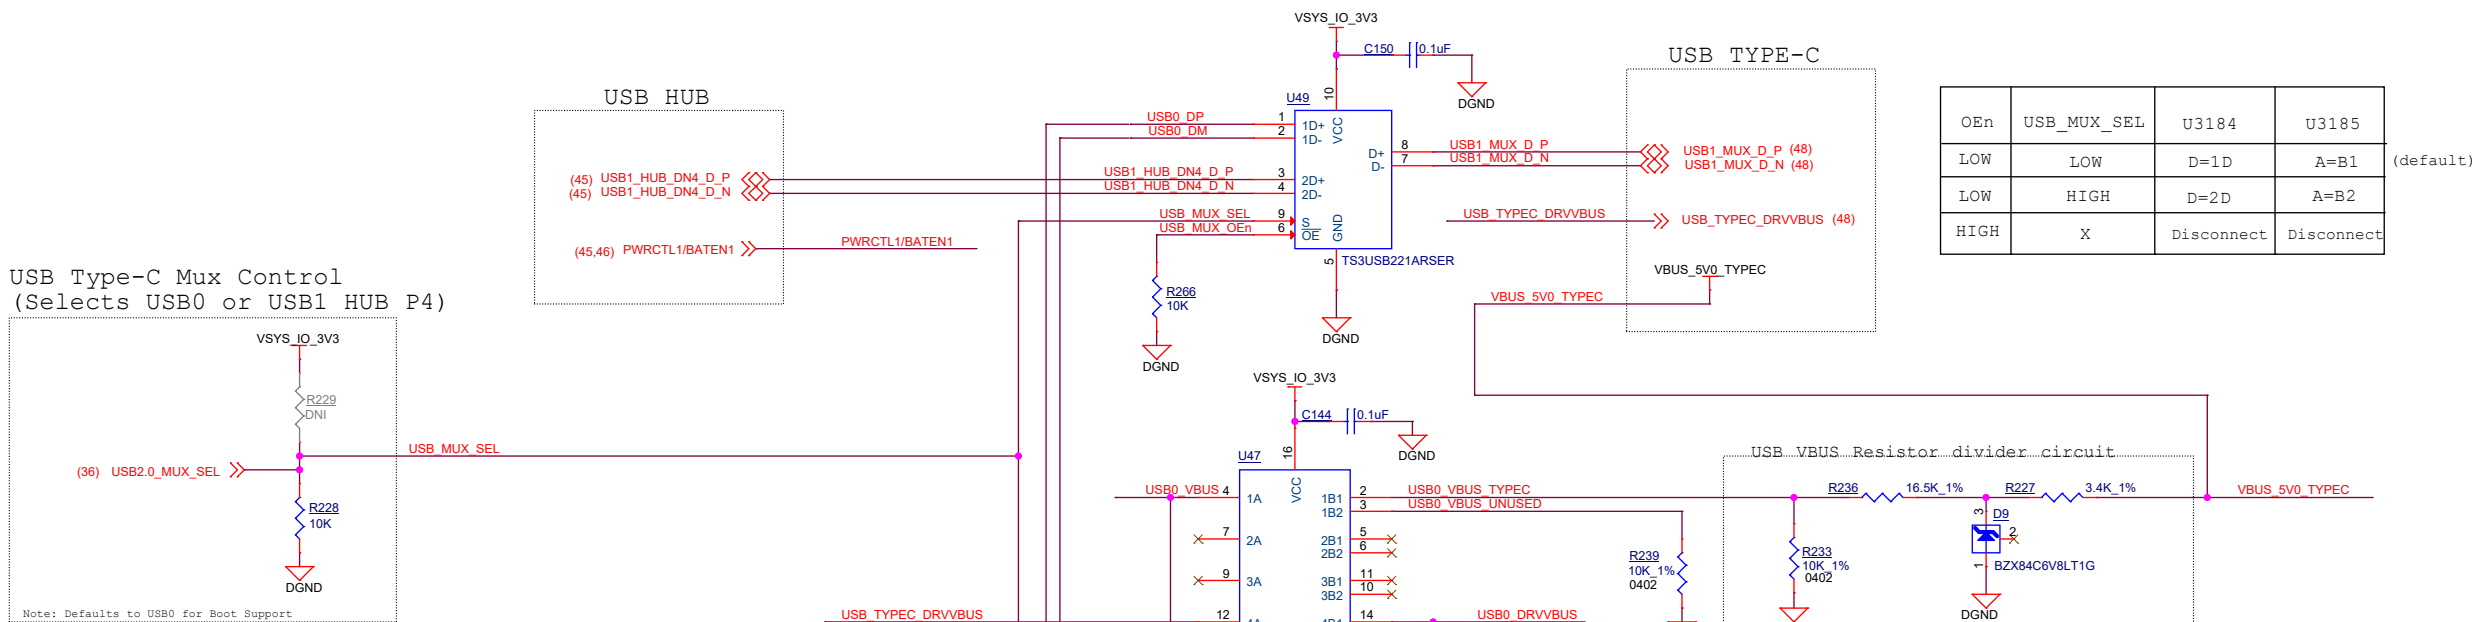 VSYS_IO_3V3
C150
0.1uF
DGND
USB TYPE-C
USB HUB
U49
10
VCC
USB0_DP
1
1D+
USB0_DM
2
1D-
USB1_HUB_DN4_D_P
3
2D+
USB1_HUB_DN4_D_N
4
2D-
USB_MUX_SEL
9
S
USB_MUX_OEn
6
OE
GND
5
D+
8
USB1_MUX_D_P
D-
7
USB1_MUX_D_N
TS3USB221ARSER
DGND
(45) USB1_HUB_DN4_D_P
(45) USB1_HUB_DN4_D_N
(45,46) PWRCTL1/BATEN1
PWRCTL1/BATEN1
R266
10K
DGND
USB1_MUX_D_P (48)
USB1_MUX_D_N (48)
USB_TYPEC_DRVVBUS
USB_TYPEC_DRVVBUS (48)
VBUS_5V0_TYPEC
VBUS_5V0_TYPEC
OEn USB_MUX_SEL U3184 U3185
LOW LOW D=1D A=B1 (default)
LOW HIGH D=2D A=B2
HIGH X Disconnect Disconnect
USB Type-C Mux Control
(Selects USB0 or USB1 HUB P4)
VSYS_IO_3V3
R229
DNI
USB_MUX_SEL
(36) USB2.0_MUX_SEL
R228
10K
DGND
Note: Defaults to USB0 for Boot Support
VSYS_IO_3V3
C144
0.1uF
DGND
U47
16
VCC
USB0_VBUS
4
1A
1B1
2
USB0_VBUS_TYPEC
1B2
3
USB0_VBUS_UNUSED
7
2A
2B1
5
2B2
6
9
3A
3B1
11
3B2
10
USB_TYPEC_DRVVBUS
12
4A
4B1
14
USB0_DRVVBUS
R239
10K_1%
0402
USB VBUS Resistor divider circuit
R236
16.5K_1%
R227
3.4K_1%
VBUS_5V0_TYPEC
R233
10K_1%
0402
3
D9
2
1
BZX84C6V8LT1G
DGND